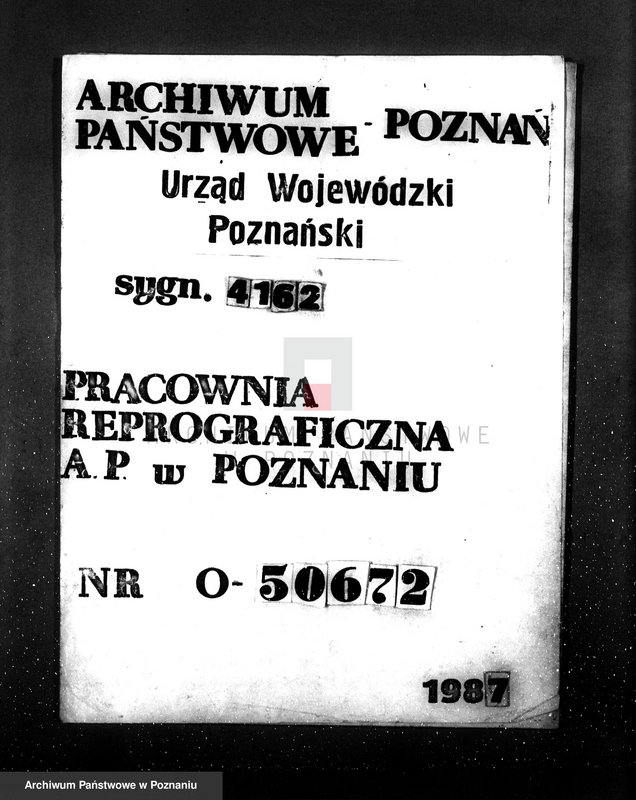 ARCHIWUM
PAŃSTWOWE - POZNAŃ
Urząd Wojewódzki
Poznański
sygn. 4162
PRACOWNIA
REPROGRAFICZNA
A.P. w POZNANIU
NR O-50672
1987
Archiwum Państwowe w Poznaniu